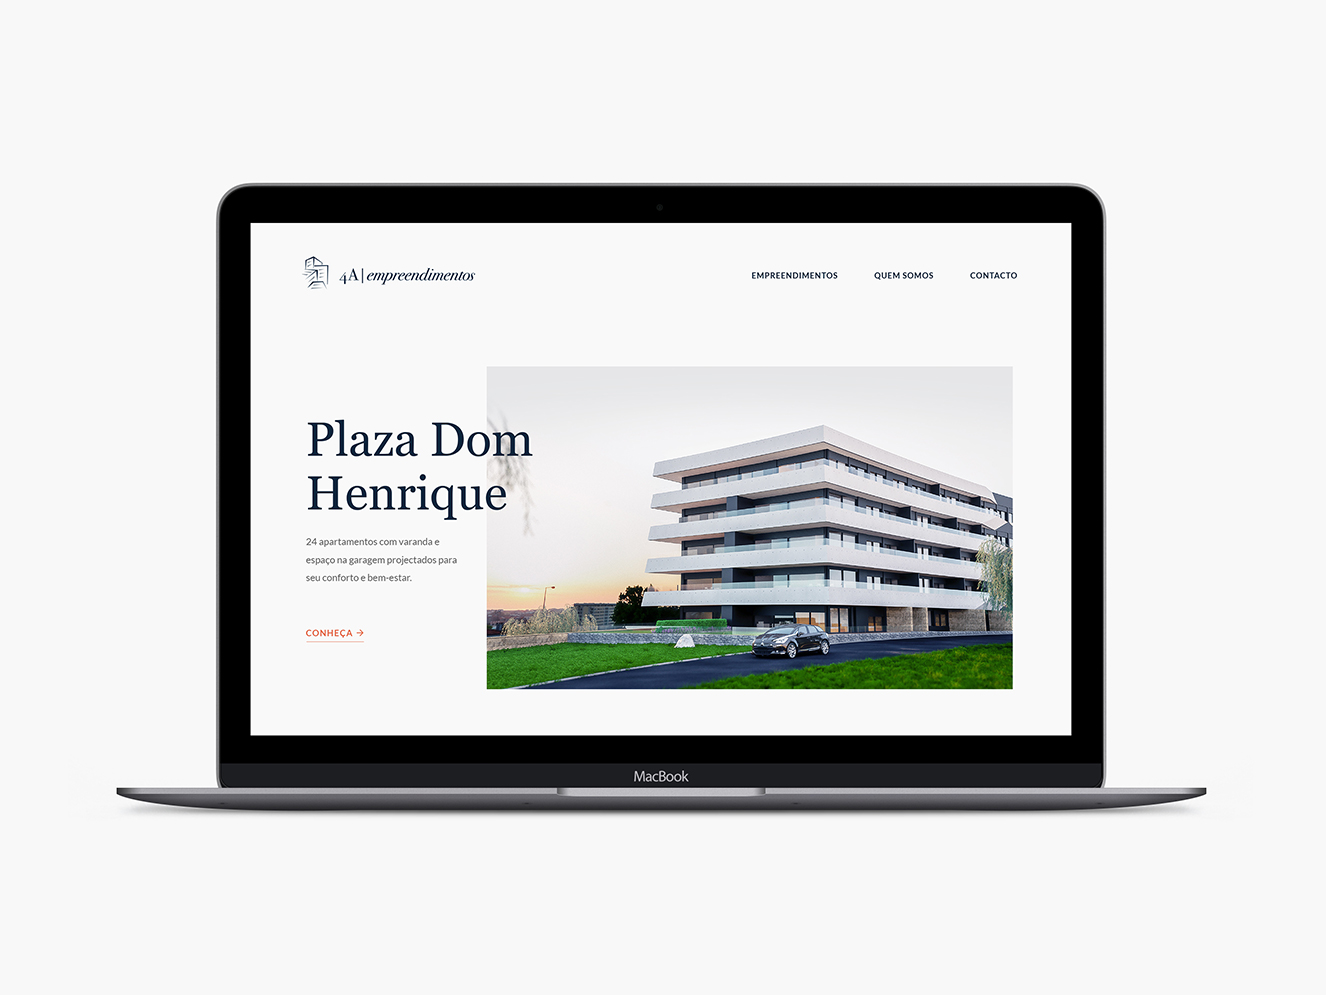 4A | empreendimentos
EMPREENDIMENTOS
QUEM SOMOS
CONTACTO
Plaza Dom
Henrique
24 apartamentos com varanda e
espaço na garagem projectados para
seu conforto e bem-estar.
CONHEÇA →
MacBook